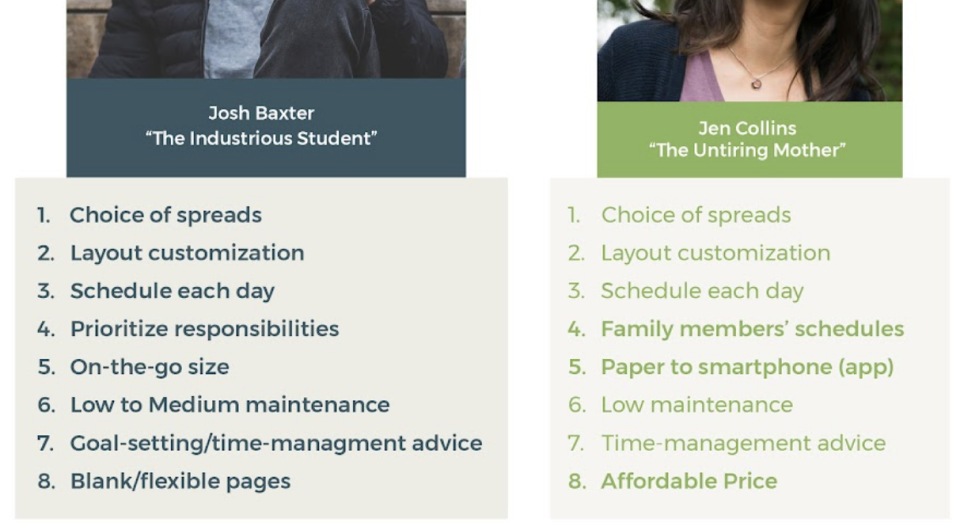 Josh Baxter
“The Industrious Student”
1. Choice of spreads
2. Layout customization
3. Schedule each day
4. Prioritize responsibilities
5. On-the-go size
6. Low to Medium maintenance
7. Goal-setting/time-managment advice
8. Blank/flexible pages
Jen Collins
“The Untiring Mother”
1. Choice of spreads
2. Layout customization
3. Schedule each day
4. Family members’ schedules
5. Paper to smartphone (app)
6. Low maintenance
7. Time-management advice
8. Affordable Price